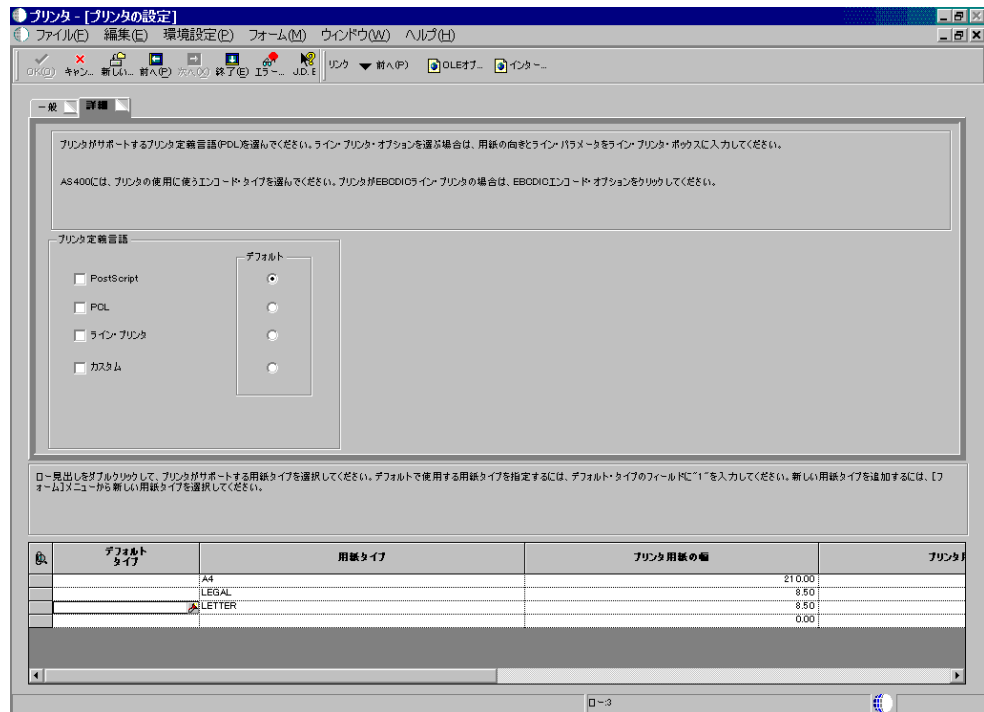 プリンタ - [プリンタの設定]
ファイル(F) 編集(E) 環境設定(P) フォーム(M) ウィンドウ(W) ヘルプ(H)
OK(O) キャン... 新しい... 前へ(P) 次へ(X) 終了(E) エラー... J.D. E リンク 前へ(P) OLEオブ... インター...
一般 詳細
プリンタがサポートするプリンタ定義言語(PDL)を選んでください。ライン・プリンタ・オプションを選ぶ場合は、用紙の向きとライン・パラメータをライン・プリンタ・ボックスに入力してください。
AS400には、プリンタの使用に使うエンコード・タイプを選んでください。プリンタがEBCDICライン・プリンタの場合は、EBCDICエンコード・オプションをクリックしてください。
プリンタ定義言語
デフォルト
PostScript
PCL
ライン・プリンタ
カスタム
ロー見出しをダブルクリックして、プリンタがサポートする用紙タイプを選択してください。デフォルトで使用する用紙タイプを指定するには、デフォルト・タイプのフィールドに"1"を入力してください。新しい用紙タイプを追加するには、[フ
ォーム]メニューから新しい用紙タイプを選択してください。
デフォルト
タイプ 用紙タイプ プリンタ用紙の幅 プリンタ用
A4 210.00
LEGAL 8.50
LETTER 8.50
0.00
ロー:3